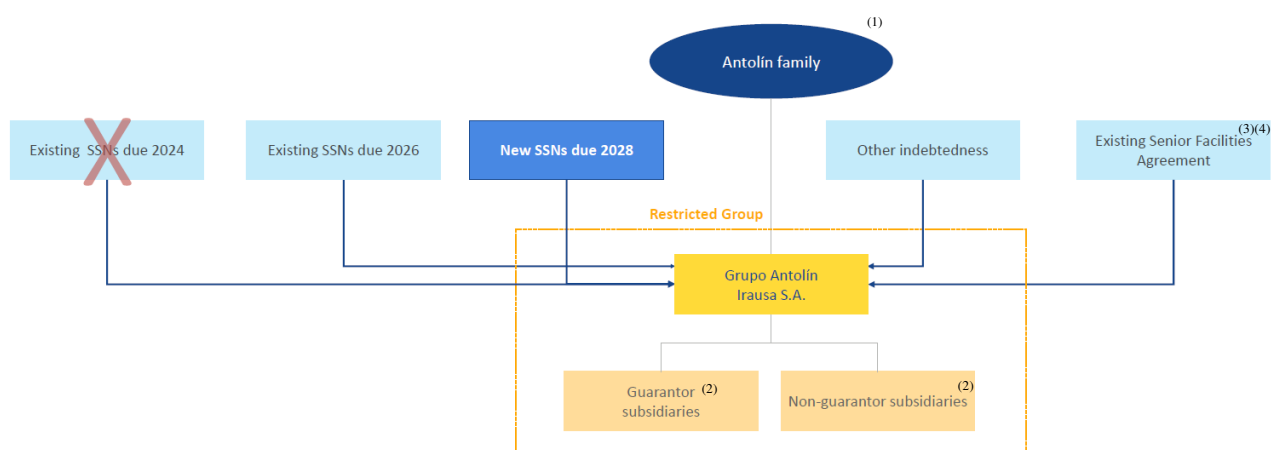 (1)
Antolín family
Existing SSNs due 2024
Existing SSNs due 2026
New SSNs due 2028
Other indebtedness
(3)(4)
Existing Senior Facilities
Agreement
Restricted Group
Grupo Antolín
Irausa S.A.
Guarantor (2)
subsidiaries
(2)
Non-guarantor subsidiaries